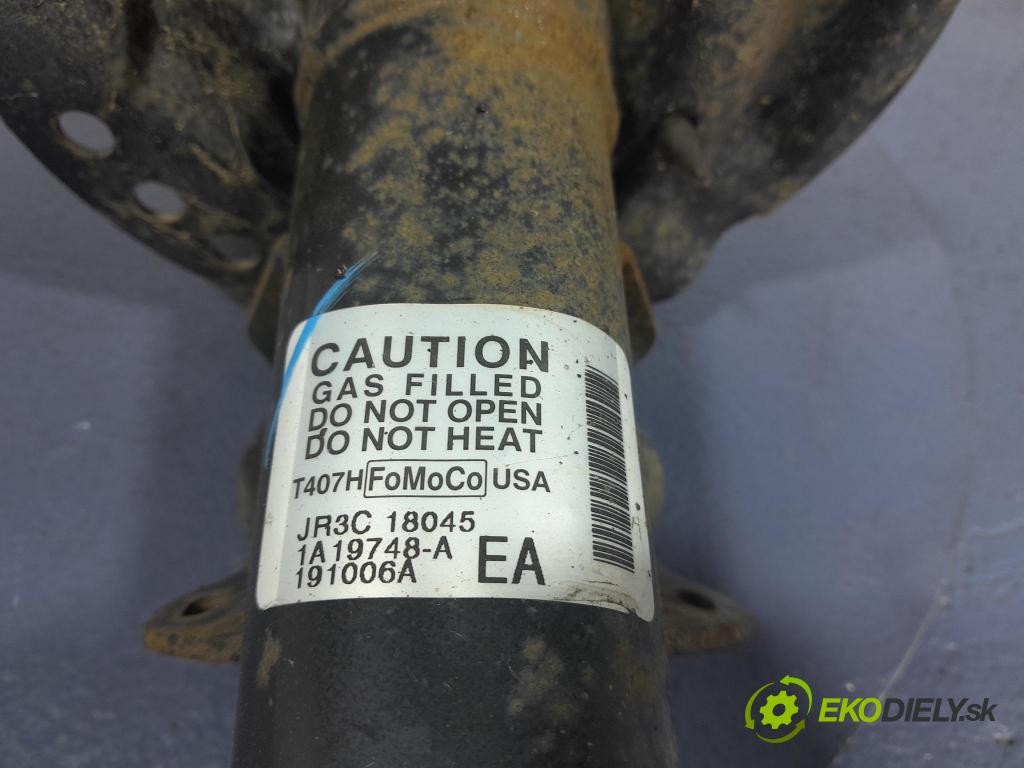 CAUTION
GAS FILLED
DO NOT OPEN
DO NOT HEAT
T407H FoMoCo USA
JR3C 18045
1A19748-A EA
191006A
EKODIELY.sk